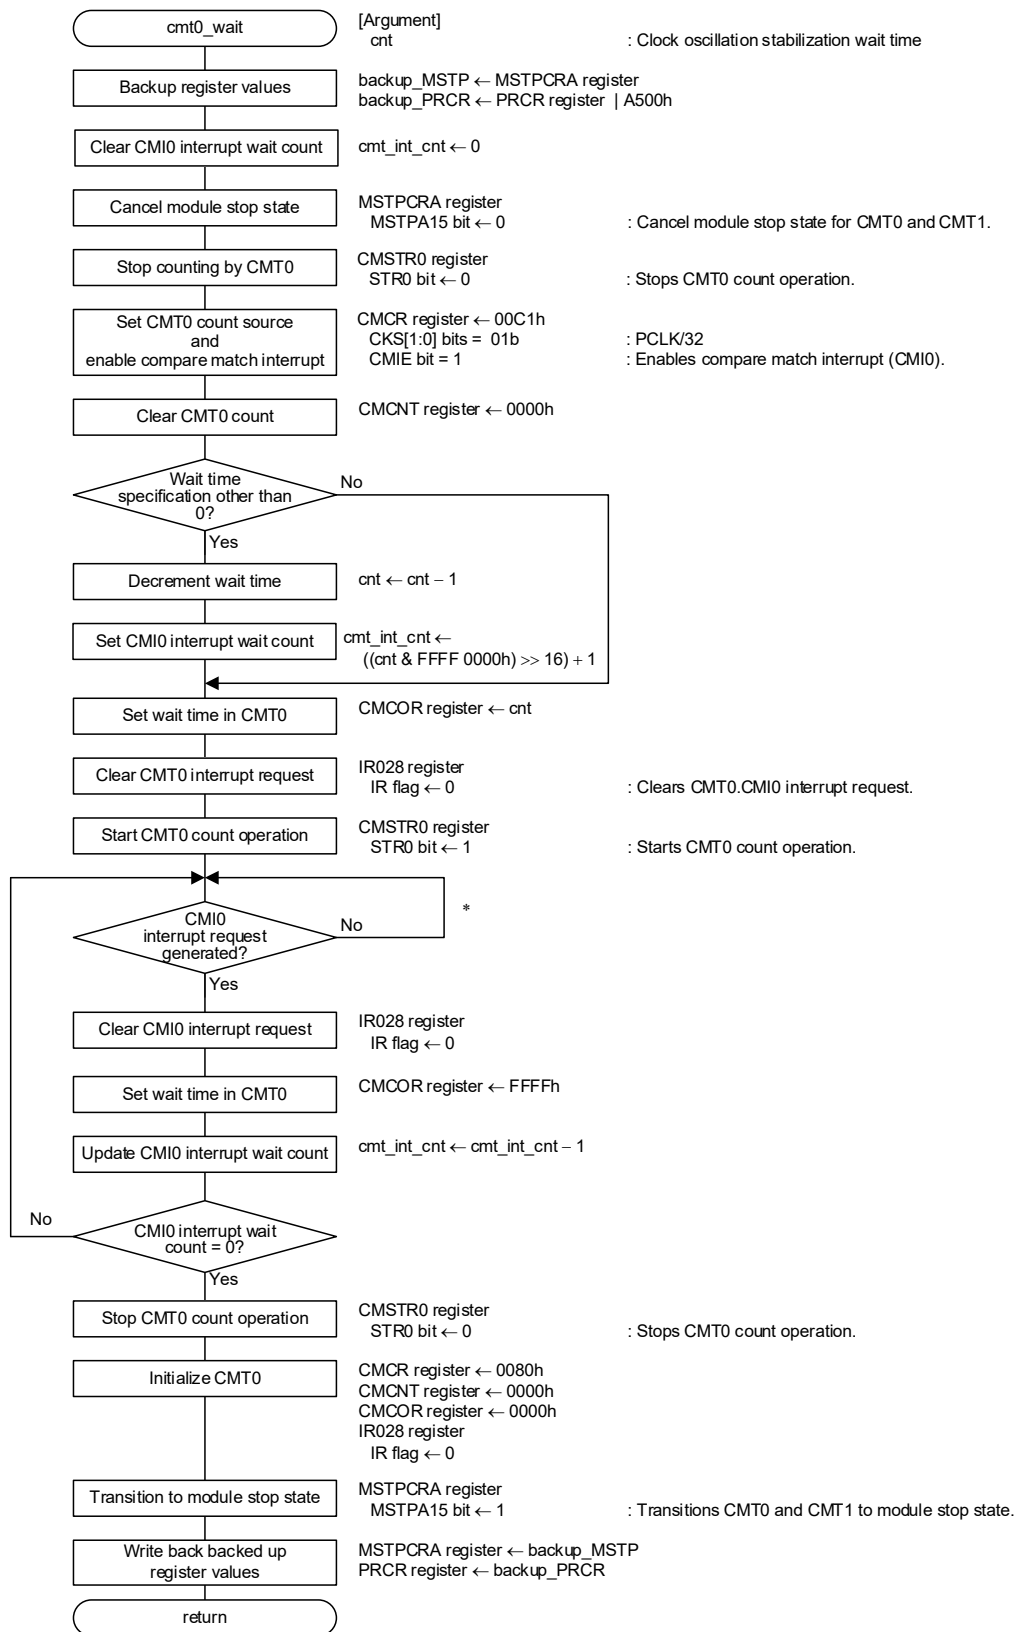 cmt0_wait
[Argument]
cnt : Clock oscillation stabilization wait time
Backup register values
backup_MSTP ← MSTPCRA register
backup_PRCR ← PRCR register | A500h
Clear CMI0 interrupt wait count
cmt_int_cnt ← 0
Cancel module stop state
MSTPCRA register
MSTPA15 bit ← 0 : Cancel module stop state for CMT0 and CMT1.
Stop counting by CMT0
CMSTR0 register
STR0 bit ← 0 : Stops CMT0 count operation.
Set CMT0 count source
and
enable compare match interrupt
CMCR register ← 00C1h
CKS[1:0] bits = 01b : PCLK/32
CMIE bit = 1 : Enables compare match interrupt (CMI0).
Clear CMT0 count
CMCNT register ← 0000h
Wait time
specification other than
0?
No
Yes
Decrement wait time
cnt ← cnt − 1
Set CMI0 interrupt wait count
cmt_int_cnt ←
((cnt & FFFF 0000h) >> 16) + 1
Set wait time in CMT0
CMCOR register ← cnt
Clear CMT0 interrupt request
IR028 register
IR flag ← 0 : Clears CMT0.CMI0 interrupt request.
Start CMT0 count operation
CMSTR0 register
STR0 bit ← 1 : Starts CMT0 count operation.
CMI0
interrupt request
generated?
No
*
Yes
Clear CMI0 interrupt request
IR028 register
IR flag ← 0
Set wait time in CMT0
CMCOR register ← FFFFh
Update CMI0 interrupt wait count
cmt_int_cnt ← cmt_int_cnt − 1
No
CMI0 interrupt wait
count = 0?
Yes
Stop CMT0 count operation
CMSTR0 register
STR0 bit ← 0 : Stops CMT0 count operation.
Initialize CMT0
CMCR register ← 0080h
CMCNT register ← 0000h
CMCOR register ← 0000h
IR028 register
IR flag ← 0
Transition to module stop state
MSTPCRA register
MSTPA15 bit ← 1 : Transitions CMT0 and CMT1 to module stop state.
Write back backed up
register values
MSTPCRA register ← backup_MSTP
PRCR register ← backup_PRCR
return